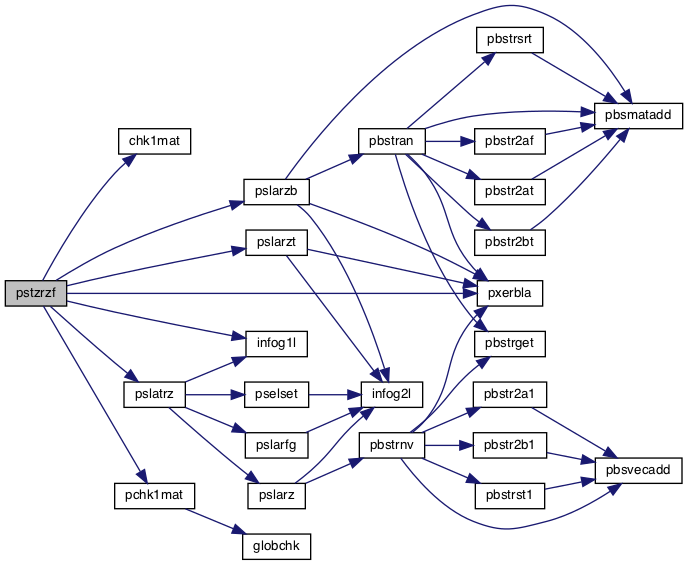 pbstrsrt
pbsmatadd
chk1mat
pbstran
pbstr2af
pslarzb
pbstr2at
pslarzt
pbstr2bt
pstzrzf
pxerbla
infog1l
pbstrget
pslatrz
pselset
infog2l
pbstr2a1
pslarfg
pbstrnv
pbstr2b1
pbsvecadd
pchk1mat
pslarz
pbstrst1
globchk